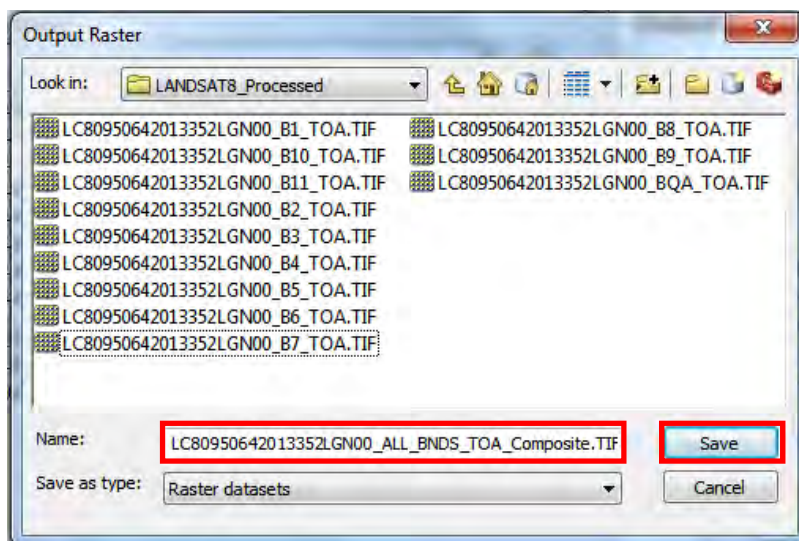 Output Raster
Look in: LANDSAT8_Processed
LC80950642013352LGN00_B1_TOA.TIF
LC80950642013352LGN00_B10_TOA.TIF
LC80950642013352LGN00_B11_TOA.TIF
LC80950642013352LGN00_B2_TOA.TIF
LC80950642013352LGN00_B3_TOA.TIF
LC80950642013352LGN00_B4_TOA.TIF
LC80950642013352LGN00_B5_TOA.TIF
LC80950642013352LGN00_B6_TOA.TIF
LC80950642013352LGN00_B7_TOA.TIF
LC80950642013352LGN00_B8_TOA.TIF
LC80950642013352LGN00_B9_TOA.TIF
LC80950642013352LGN00_BQA_TOA.TIF
Name: LC80950642013352LGN00_ALL_BNDS_TOA_Composite.TIF
Save
Save as type: Raster datasets
Cancel